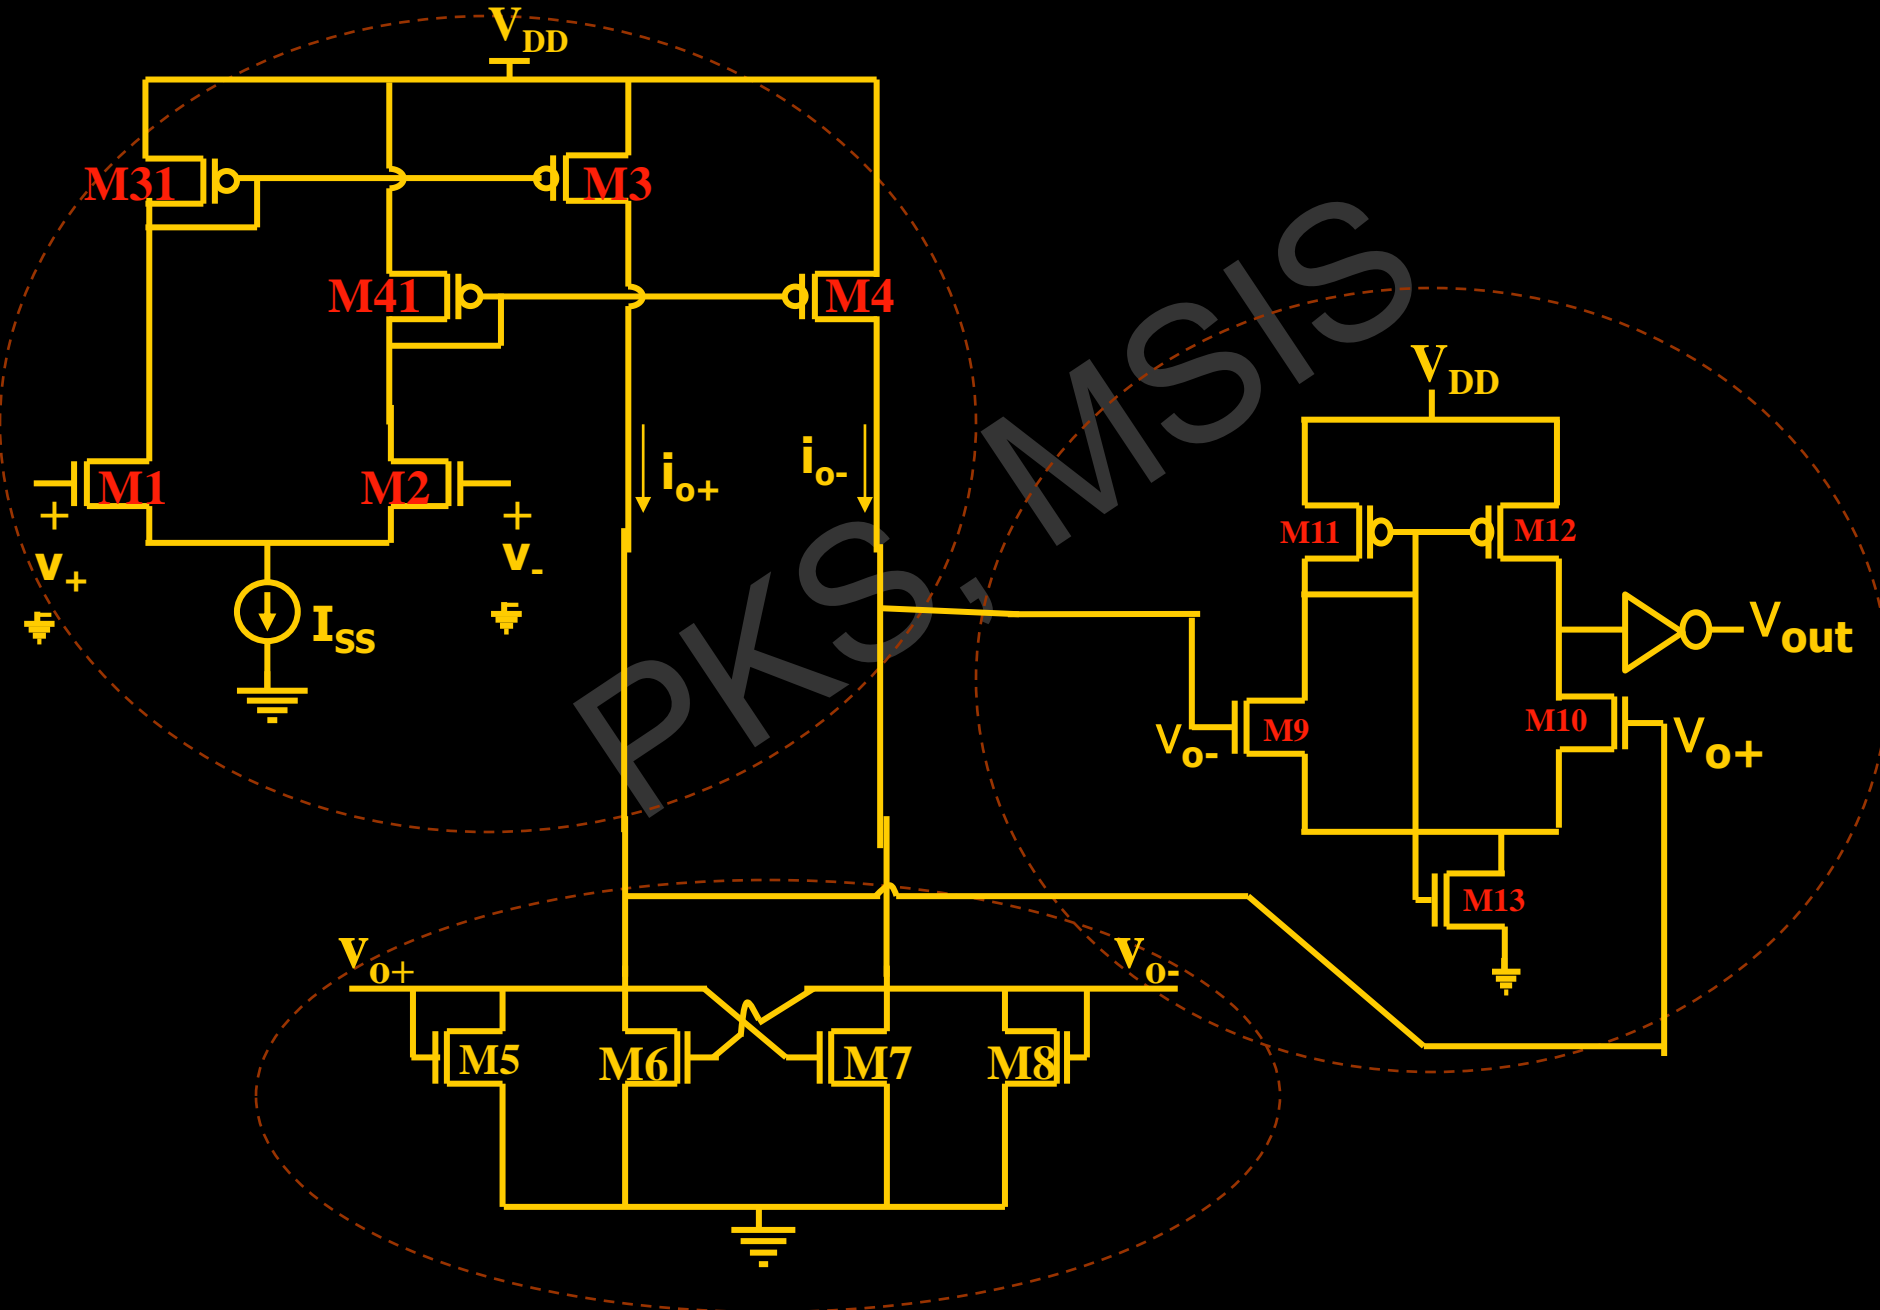 VDD
M31
M3
M41
M4
M1
M2
io+
io-
+
v+
+
v-
ISS
PKS, MSIS
VDD
M11
M12
Vout
M9
M10
Vo-
Vo+
M13
vo+
vo-
M5
M6
M7
M8